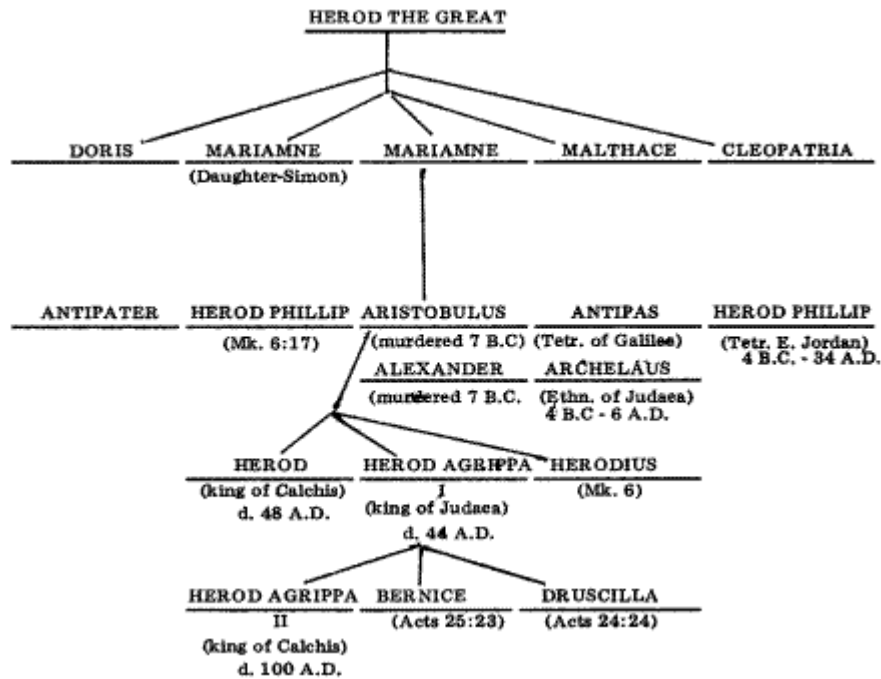 HEROD THE GREAT
DORIS MARIAMNE MARIAMNE MALTHACE CLEOPATRIA
(Daughter-Simon)
ANTIPATER HEROD PHILLIP ARISTOBULUS ANTIPAS HEROD PHILLIP
(Mk. 6:17) (murdered 7 B.C) (Tetr. of Galilee) (Tetr. E. Jordan)
4 B.C. - 34 A.D.
ALEXANDER ARCHELAUS
(murdered 7 B.C. (Ethn. of Judaea)
4 B.C - 6 A.D.
HEROD HEROD AGRIPPA HERODIUS
(king of Calchis) I (Mk. 6)
d. 48 A.D. (king of Judaea)
d. 44 A.D.
HEROD AGRIPPA BERNICE DRUSCILLA
II (Acts 25:23) (Acts 24:24)
(king of Calchis)
d. 100 A.D.